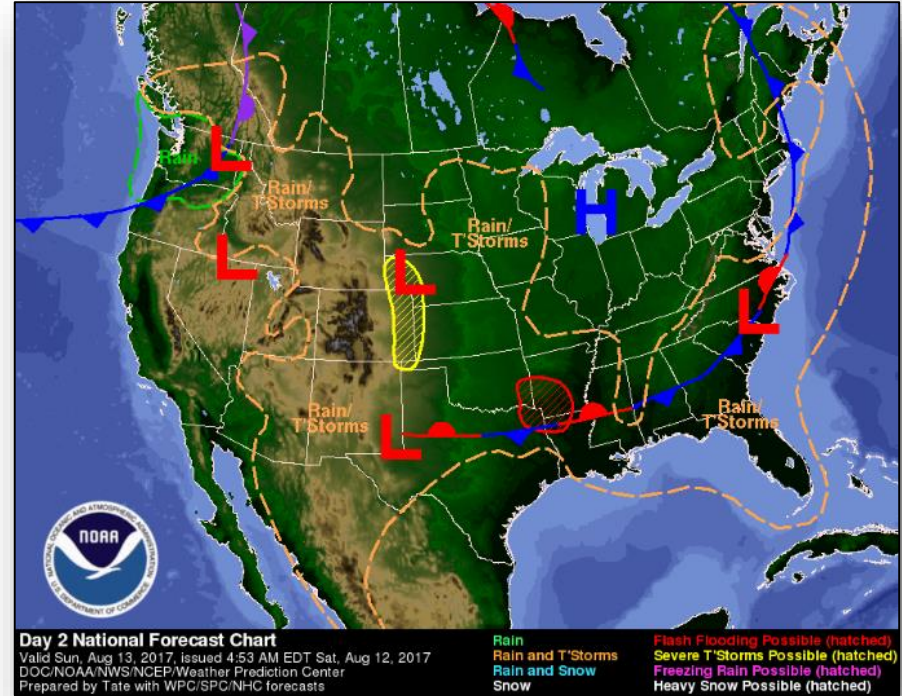 L
Rain
L
Rain/
T'Storms
H
Rain/
T'Storms
L
L
L
Rain/
T'Storms
Rain/
T'Storms
L
NATIONAL OCEANIC AND ATMOSPHERIC ADMINISTRATION
NOAA
U.S. DEPARTMENT OF COMMERCE
Day 2 National Forecast Chart
Valid Sun, Aug 13, 2017, issued 4:53 AM EDT Sat, Aug 12, 2017
DOC/NOAA/NWS/NCEP/Weather Prediction Center
Prepared by Tate with WPC/SPC/NHC forecasts
Rain
Rain and T'Storms
Rain and Snow
Snow
Flash Flooding Possible (hatched)
Severe T'Storms Possible (hatched)
Freezing Rain Possible (hatched)
Heavy Snow Possible (hatched)